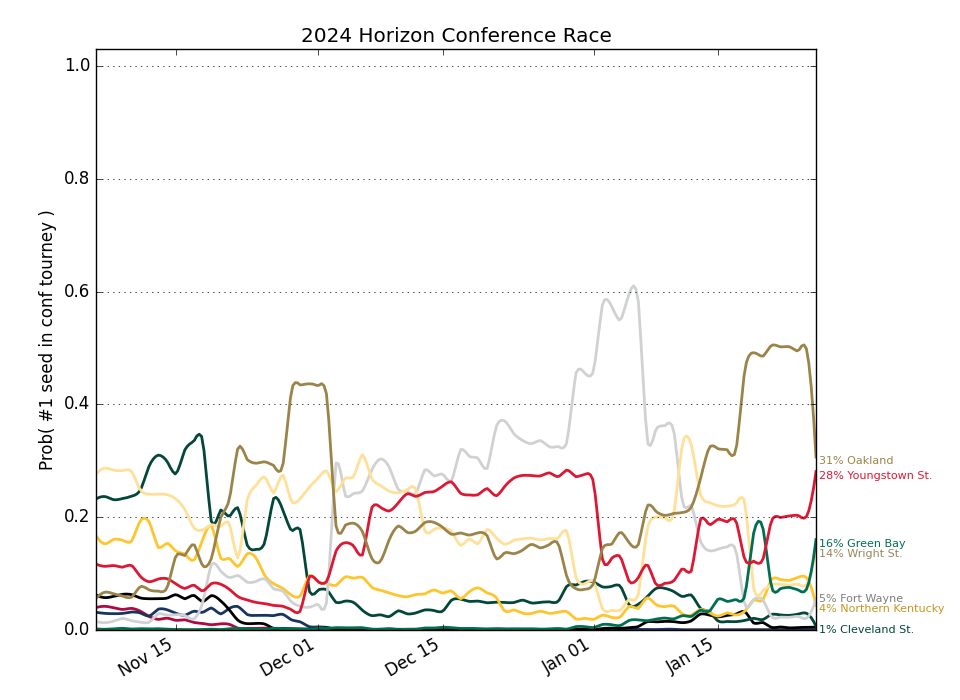 2024 Horizon Conference Race
Prob( #1 seed in conf tourney )
1.0
0.8
0.6
0.4
0.2
0.0
Nov 15
Dec 01
Dec 15
Jan 01
Jan 15
31% Oakland
28% Youngstown St.
16% Green Bay
14% Wright St.
5% Fort Wayne
4% Northern Kentucky
1% Cleveland St.